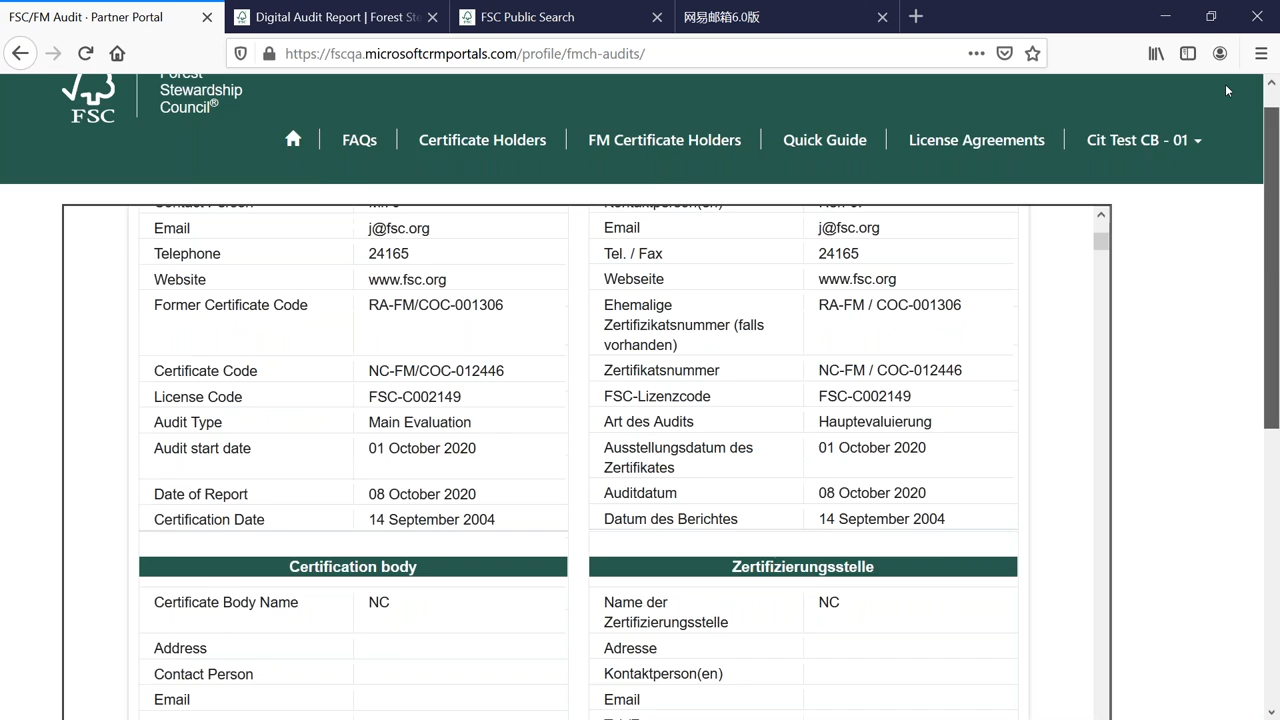 FSC/FM Audit · Partner Portal
Digital Audit Report | Forest Ste
FSC Public Search
网易邮箱6.0版
https://fscqa.microsoftcrmportals.com/profile/fmch-audits/
FSC
Forest
Stewardship
Council®
FAQs
Certificate Holders
FM Certificate Holders
Quick Guide
License Agreements
Cit Test CB - 01
Email j@fsc.org
Telephone 24165
Website www.fsc.org
Former Certificate Code RA-FM/COC-001306
Certificate Code NC-FM/COC-012446
License Code FSC-C002149
Audit Type Main Evaluation
Audit start date 01 October 2020
Date of Report 08 October 2020
Certification Date 14 September 2004
Certification body
Certificate Body Name NC
Address
Contact Person
Email
Email j@fsc.org
Tel. / Fax 24165
Webseite www.fsc.org
Ehemalige RA-FM / COC-001306
Zertifizikatsnummer (falls
vorhanden)
Zertifikatsnummer NC-FM / COC-012446
FSC-Lizenzcode FSC-C002149
Art des Audits Hauptevaluierung
Ausstellungsdatum des 01 October 2020
Zertifikates
Auditdatum 08 October 2020
Datum des Berichtes 14 September 2004
Zertifizierungsstelle
Name der NC
Zertifizierungsstelle
Adresse
Kontaktperson(en)
Email